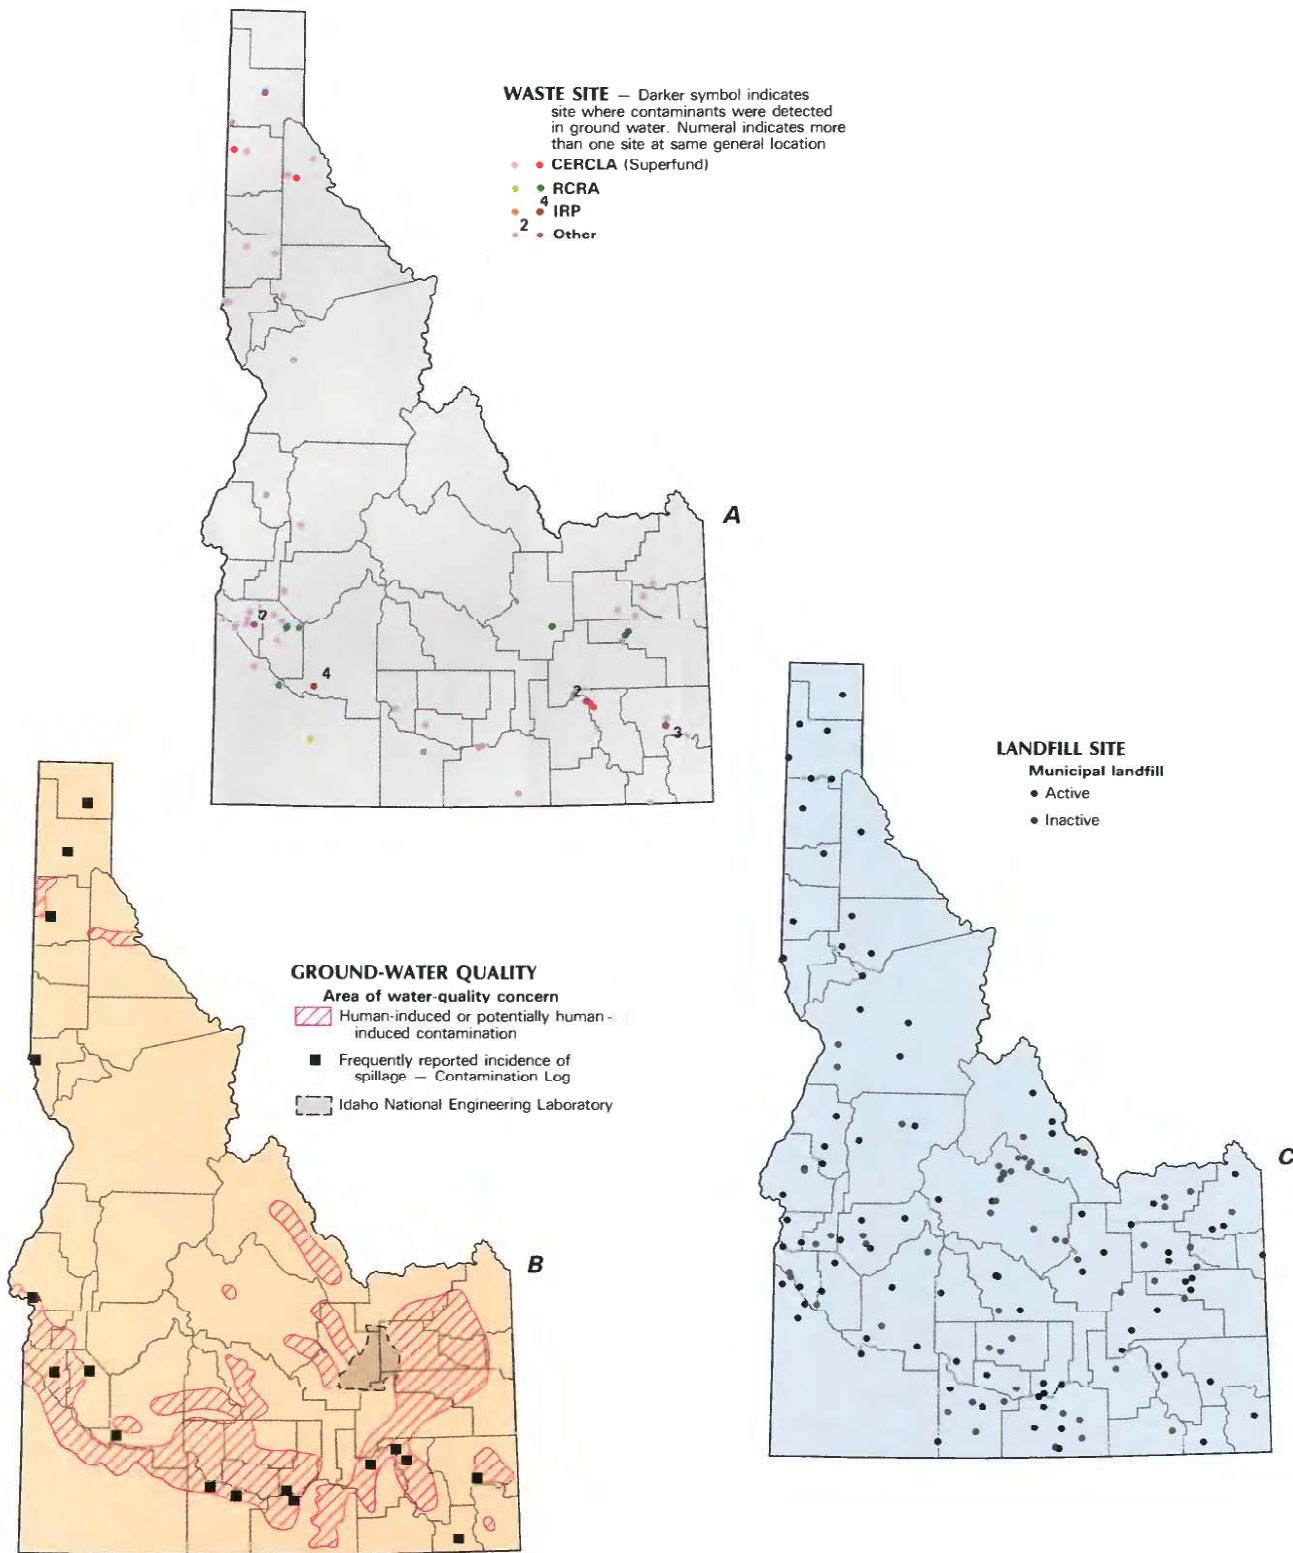 WASTE SITE — Darker symbol indicates
site where contaminants were detected
in ground water. Numeral indicates more
than one site at same general location
CERCLA (Superfund)
RCRA
4
IRP
2
Other
A
2
2
4
2
3
LANDFILL SITE
Municipal landfill
Active
Inactive
C
GROUND-WATER QUALITY
Area of water-quality concern
Human-induced or potentially human-
induced contamination
Frequently reported incidence of
spillage — Contamination Log
Idaho National Engineering Laboratory
B